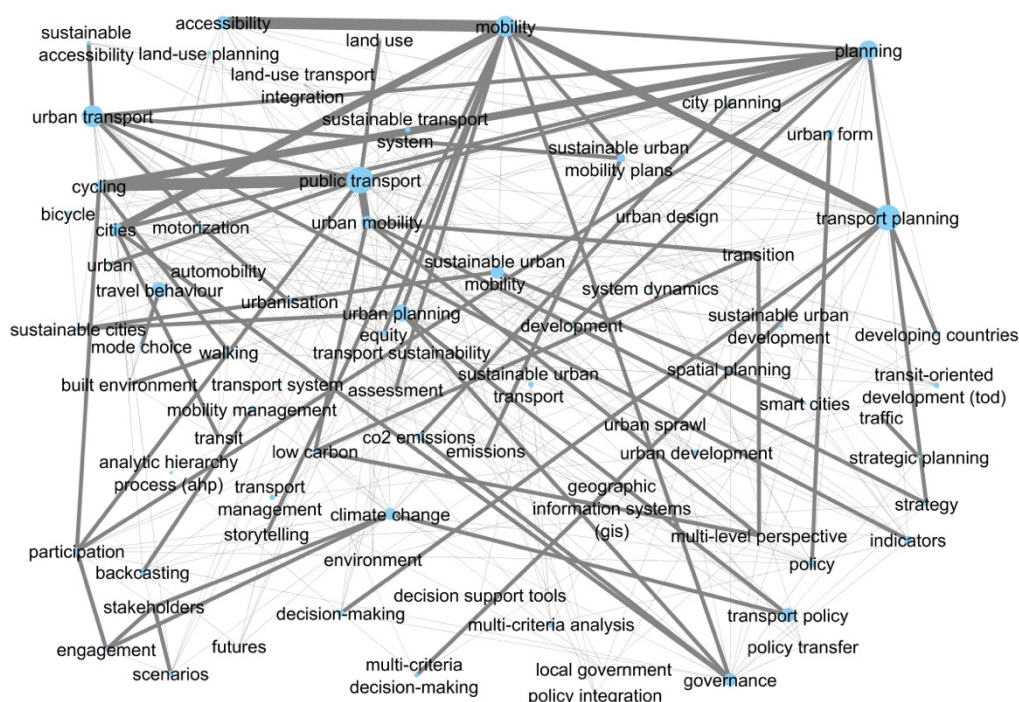 sustainable
accessibility
accessibility
mobility
land use
planning
land-use planning
land-use transport
integration
city planning
urban transport
sustainable transport
system
urban form
sustainable urban
mobility plans
cycling
public transport
bicycle
cities
motorization
urban mobility
urban design
transport planning
urban
automobility
travel behaviour
sustainable urban
mobility
transition
urbanisation
system dynamics
sustainable cities
urban planning
equity
development
sustainable urban
development
developing countries
mode choice
walking
transport sustainability
built environment
transport system
assessment
sustainable urban
transport
spatial planning
transit-oriented
development (tod)
mobility management
smart cities
traffic
transit
co2 emissions
urban sprawl
low carbon
emissions
urban development
strategic planning
analytic hierarchy
process (ahp)
transport
management
geographic
information systems
(gis)
strategy
climate change
storytelling
multi-level perspective
indicators
participation
environment
policy
backcasting
stakeholders
decision-making
decision support tools
multi-criteria analysis
transport policy
engagement
futures
policy transfer
scenarios
multi-criteria
decision-making
local government
policy integration
governance